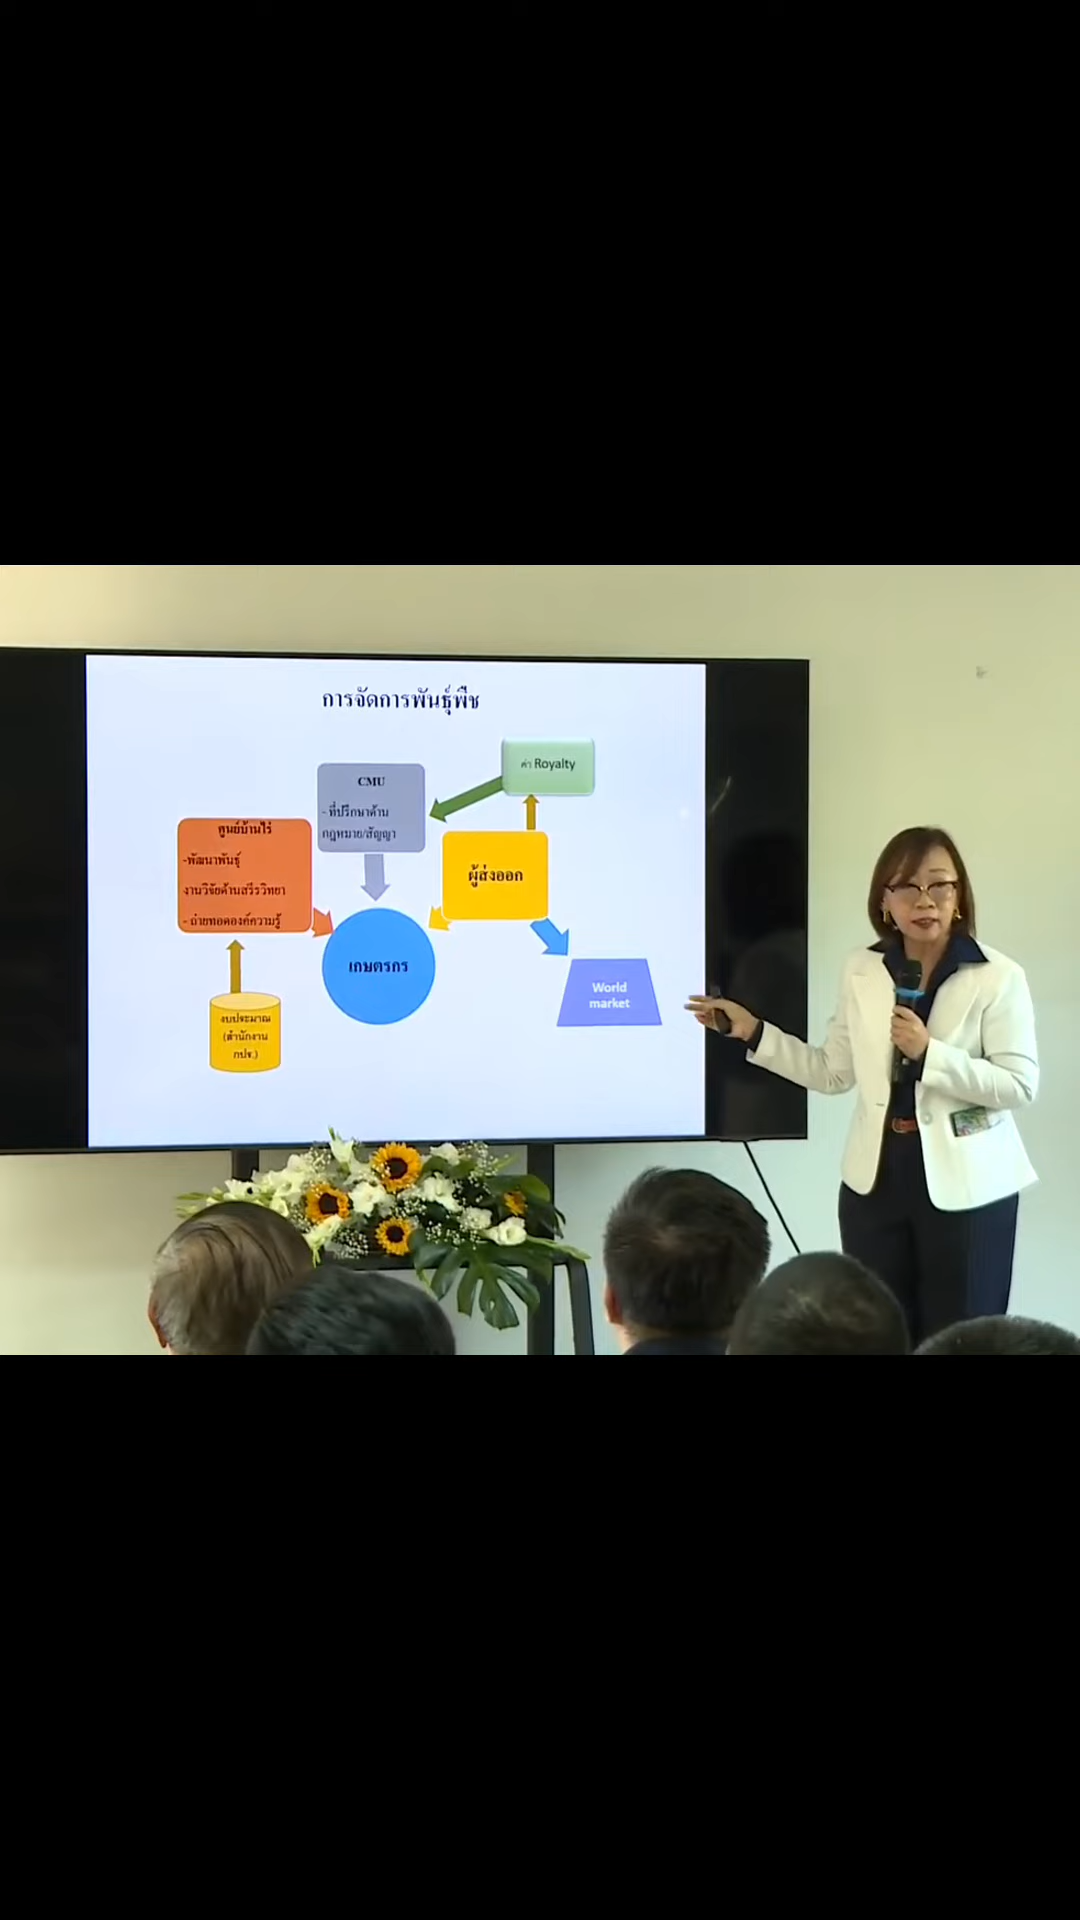 การจัดการพันธุ์พืช
ค่า Royalty
CMU
- ที่ปรึกษาด้าน
กฎหมาย/สัญญา
ศูนย์บ้านไร่
-พัฒนาพันธุ์
งานวิจัยด้านสรีรวิทยา
- ถ่ายทอดองค์ความรู้
ผู้ส่งออก
เกษตรกร
World
market
งบประมาณ
(สำนักงาน
กปร.)